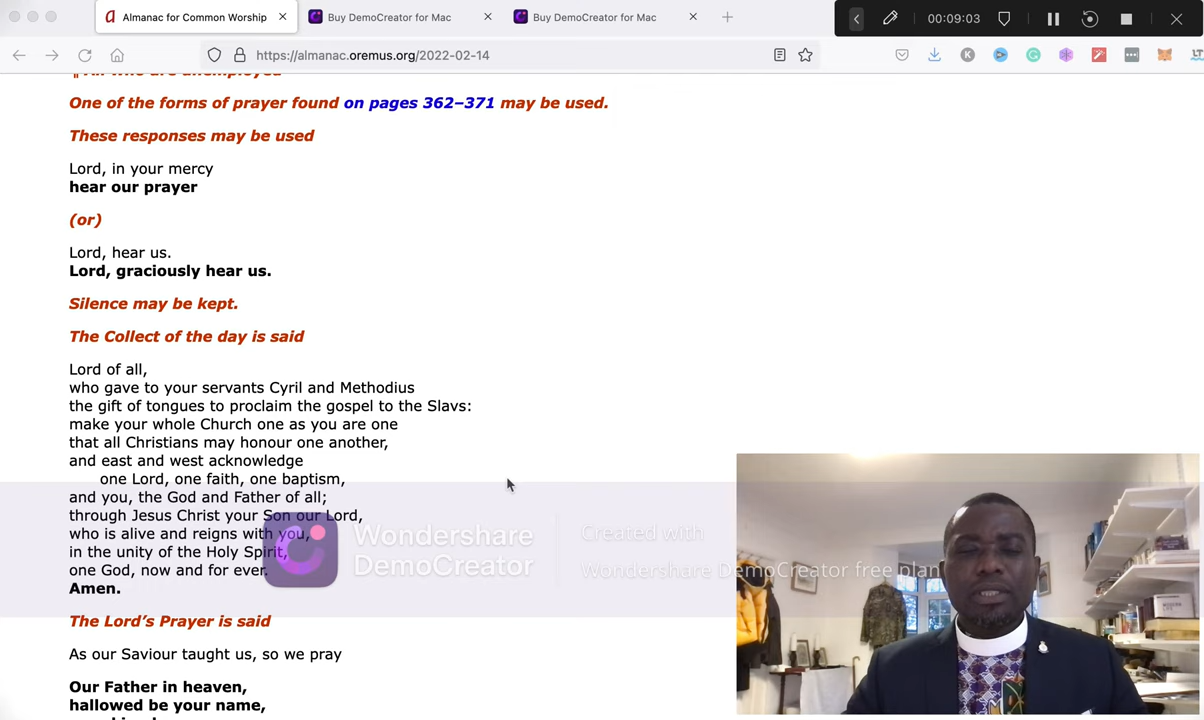 Almanac for Common Worship
Buy DemoCreator for Mac
Buy DemoCreator for Mac
00:09:03
https://almanac.oremus.org/2022-02-14
¶All who are unemployed
One of the forms of prayer found on pages 362–371 may be used.
These responses may be used
Lord, in your mercy
hear our prayer
(or)
Lord, hear us.
Lord, graciously hear us.
Silence may be kept.
The Collect of the day is said
Lord of all,
who gave to your servants Cyril and Methodius
the gift of tongues to proclaim the gospel to the Slavs:
make your whole Church one as you are one
that all Christians may honour one another,
and east and west acknowledge
one Lord, one faith, one baptism,
and you, the God and Father of all;
through Jesus Christ your Son our Lord,
who is alive and reigns with you,
in the unity of the Holy Spirit,
one God, now and for ever.
Amen.
Wondershare
DemoCreator
Created with
Wondershare DemoCreator free plan
The Lord’s Prayer is said
As our Saviour taught us, so we pray
Our Father in heaven,
hallowed be your name,